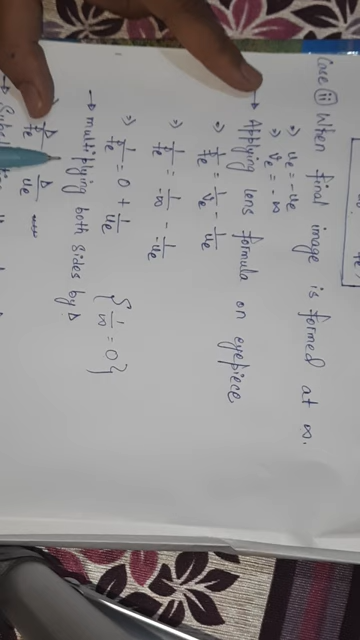 fe
Case (ii) When final image is formed at ∞.
⇒ ue = -ue
⇒ ve = -∞
→ Applying lens formula on eyepiece
⇒ 1/fe = 1/ve - 1/ue
⇒ 1/fe = 1/-∞ - 1/-ue
⇒ 1/fe = 0 + 1/ue {1/∞ = 0}
→ multiplying both sides by D
D/fe D/ue